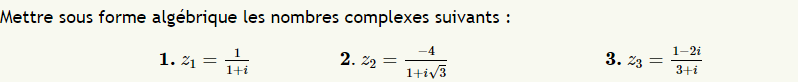 Mettre sous forme algébrique les nombres complexes suivants :
1. z₁ = 1/(1+i) 2. z₂ = -4/(1+i√3) 3. z₃ = (1-2i)/(3+i)